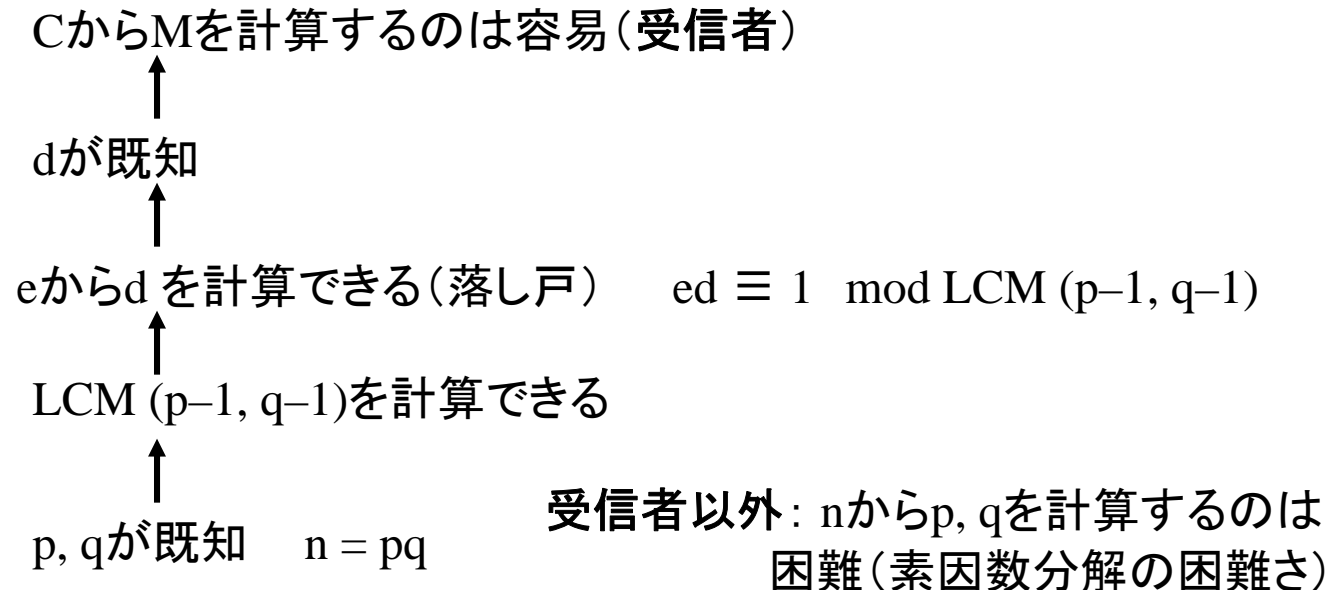 CからMを計算するのは容易（受信者）
dが既知
eからd を計算できる（落し戸） ed ≡ 1 mod LCM (p–1, q–1)
LCM (p–1, q–1)を計算できる
p, qが既知 n = pq
受信者以外： nからp, qを計算するのは
困難（素因数分解の困難さ）